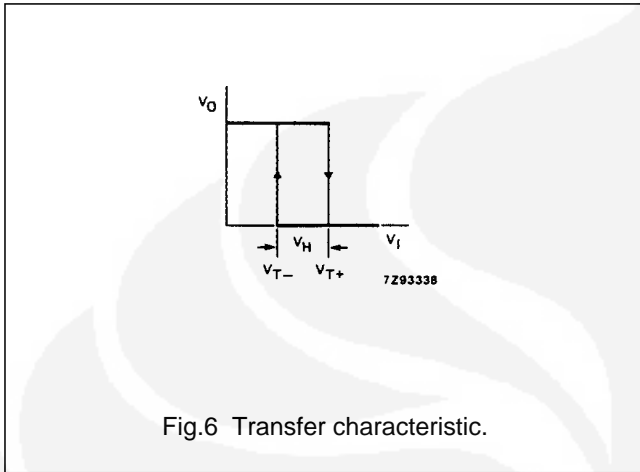 VO
VH
VI
VT−
VT+
7Z93338
Fig.6 Transfer characteristic.